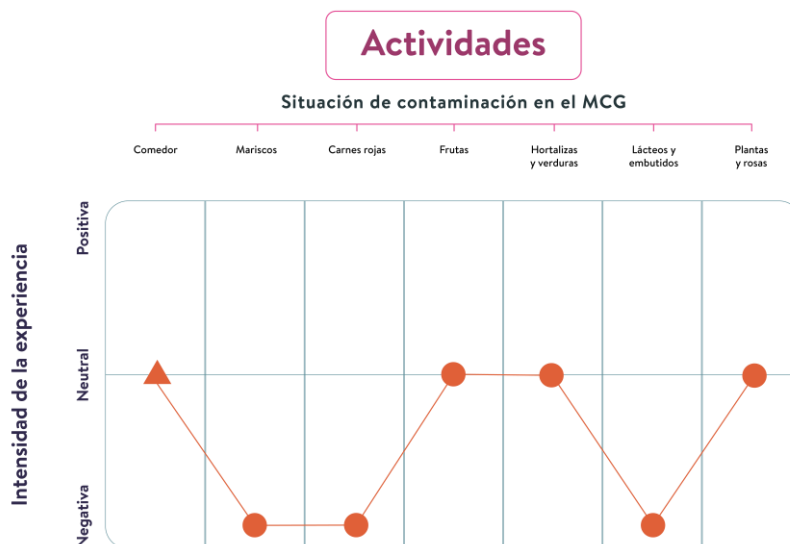 Actividades
Situación de contaminación en el MCG
Comedor
Mariscos
Carnes rojas
Frutas
Hortalizas
y verduras
Lácteos y
embutidos
Plantas
y rosas
Intensidad de la experiencia
Positiva
Neutral
Negativa